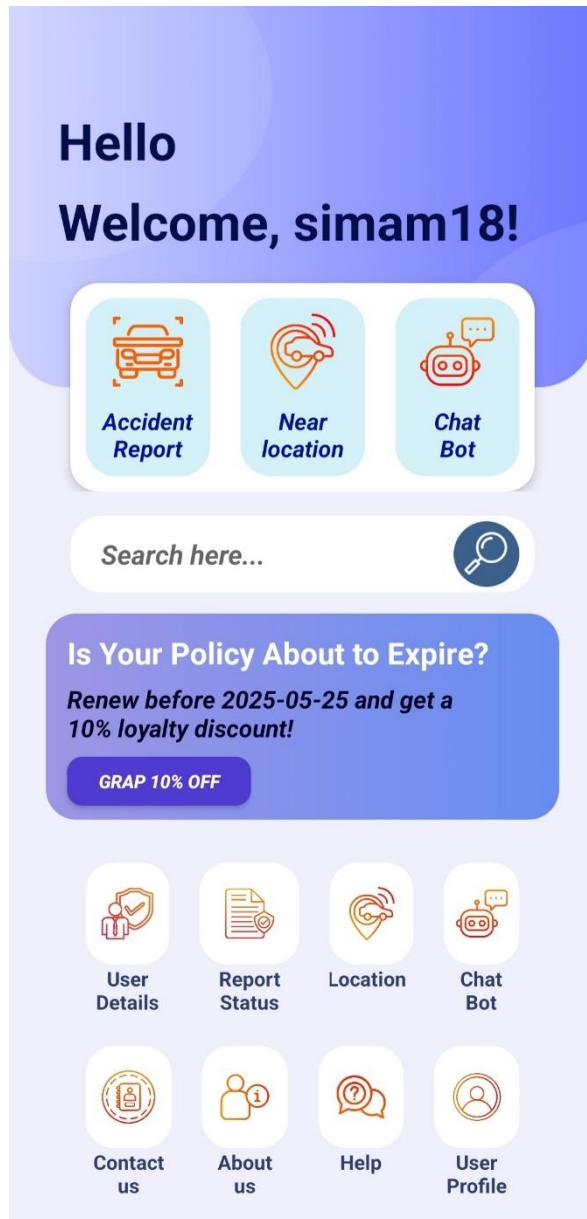 Hello
Welcome, simam18!
Accident
Report
Near
location
Chat
Bot
Search here...
Is Your Policy About to Expire?
Renew before 2025-05-25 and get a
10% loyalty discount!
GRAP 10% OFF
User
Details
Report
Status
Location
Chat
Bot
Contact
us
About
us
Help
User
Profile